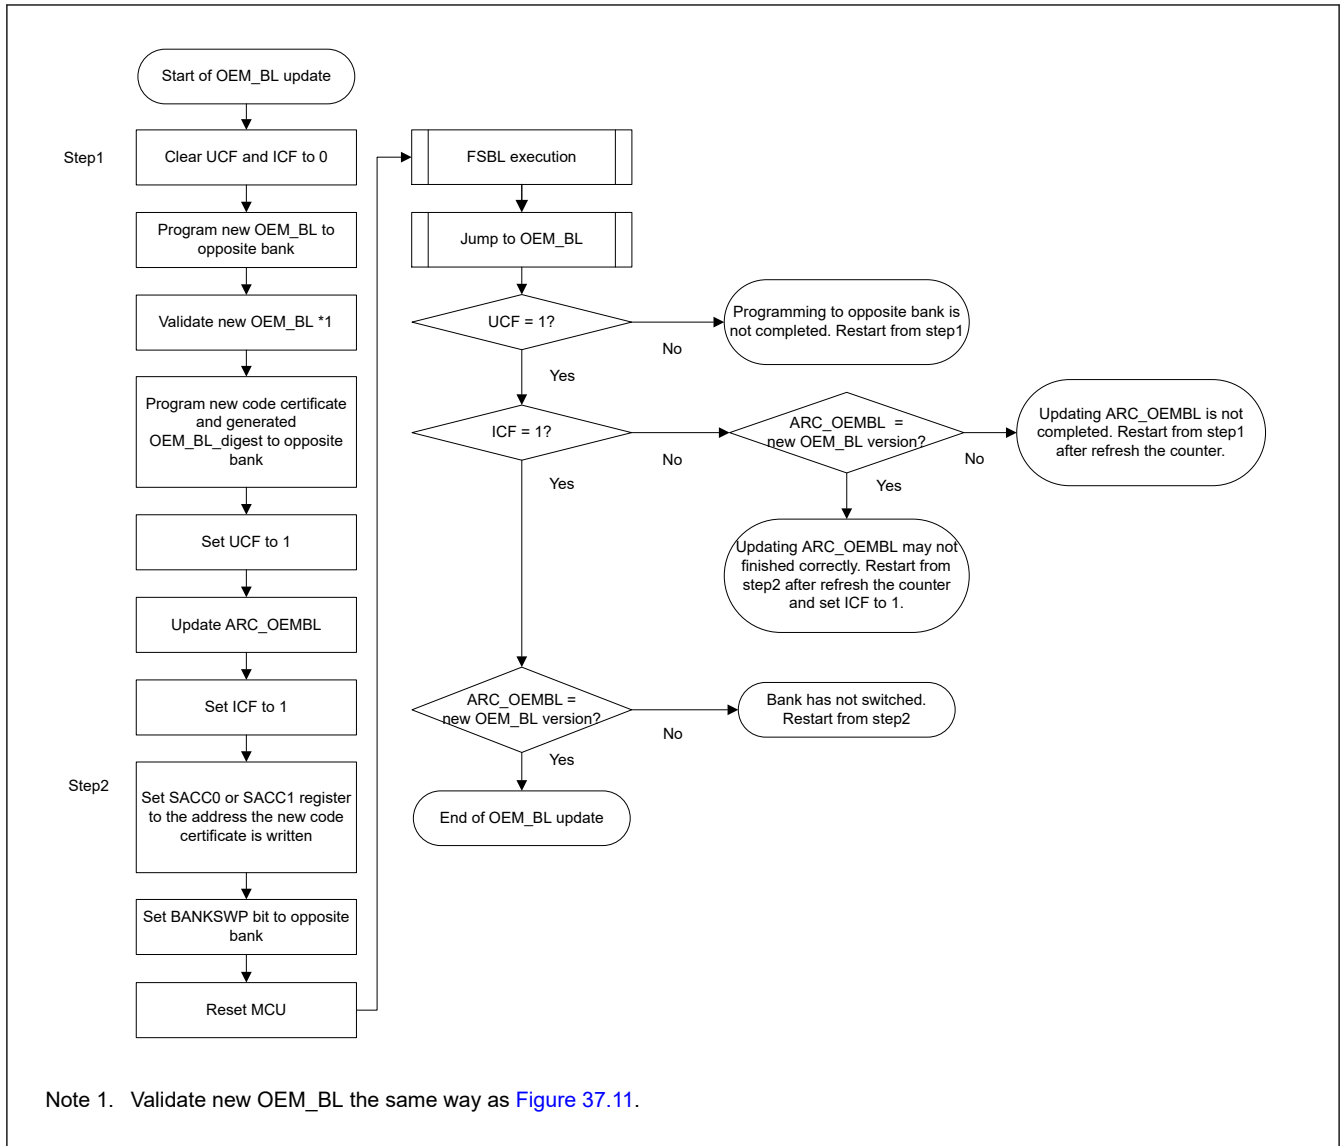 Start of OEM_BL update
Step1
Clear UCF and ICF to 0
Program new OEM_BL to
opposite bank
Validate new OEM_BL *1
Program new code certificate
and generated
OEM_BL_digest to opposite
bank
Set UCF to 1
Update ARC_OEMBL
Set ICF to 1
Step2
Set SACC0 or SACC1 register
to the address the new code
certificate is written
Set BANKSWP bit to opposite
bank
Reset MCU
FSBL execution
Jump to OEM_BL
UCF = 1?
No
Programming to opposite bank is
not completed. Restart from step1
Yes
ICF = 1?
No
ARC_OEMBL =
new OEM_BL version?
No
Updating ARC_OEMBL is not
completed. Restart from step1
after refresh the counter.
Yes
Updating ARC_OEMBL may not
finished correctly. Restart from
step2 after refresh the counter
and set ICF to 1.
Yes
ARC_OEMBL =
new OEM_BL version?
No
Bank has not switched.
Restart from step2
Yes
End of OEM_BL update
Note 1. Validate new OEM_BL the same way as Figure 37.11.